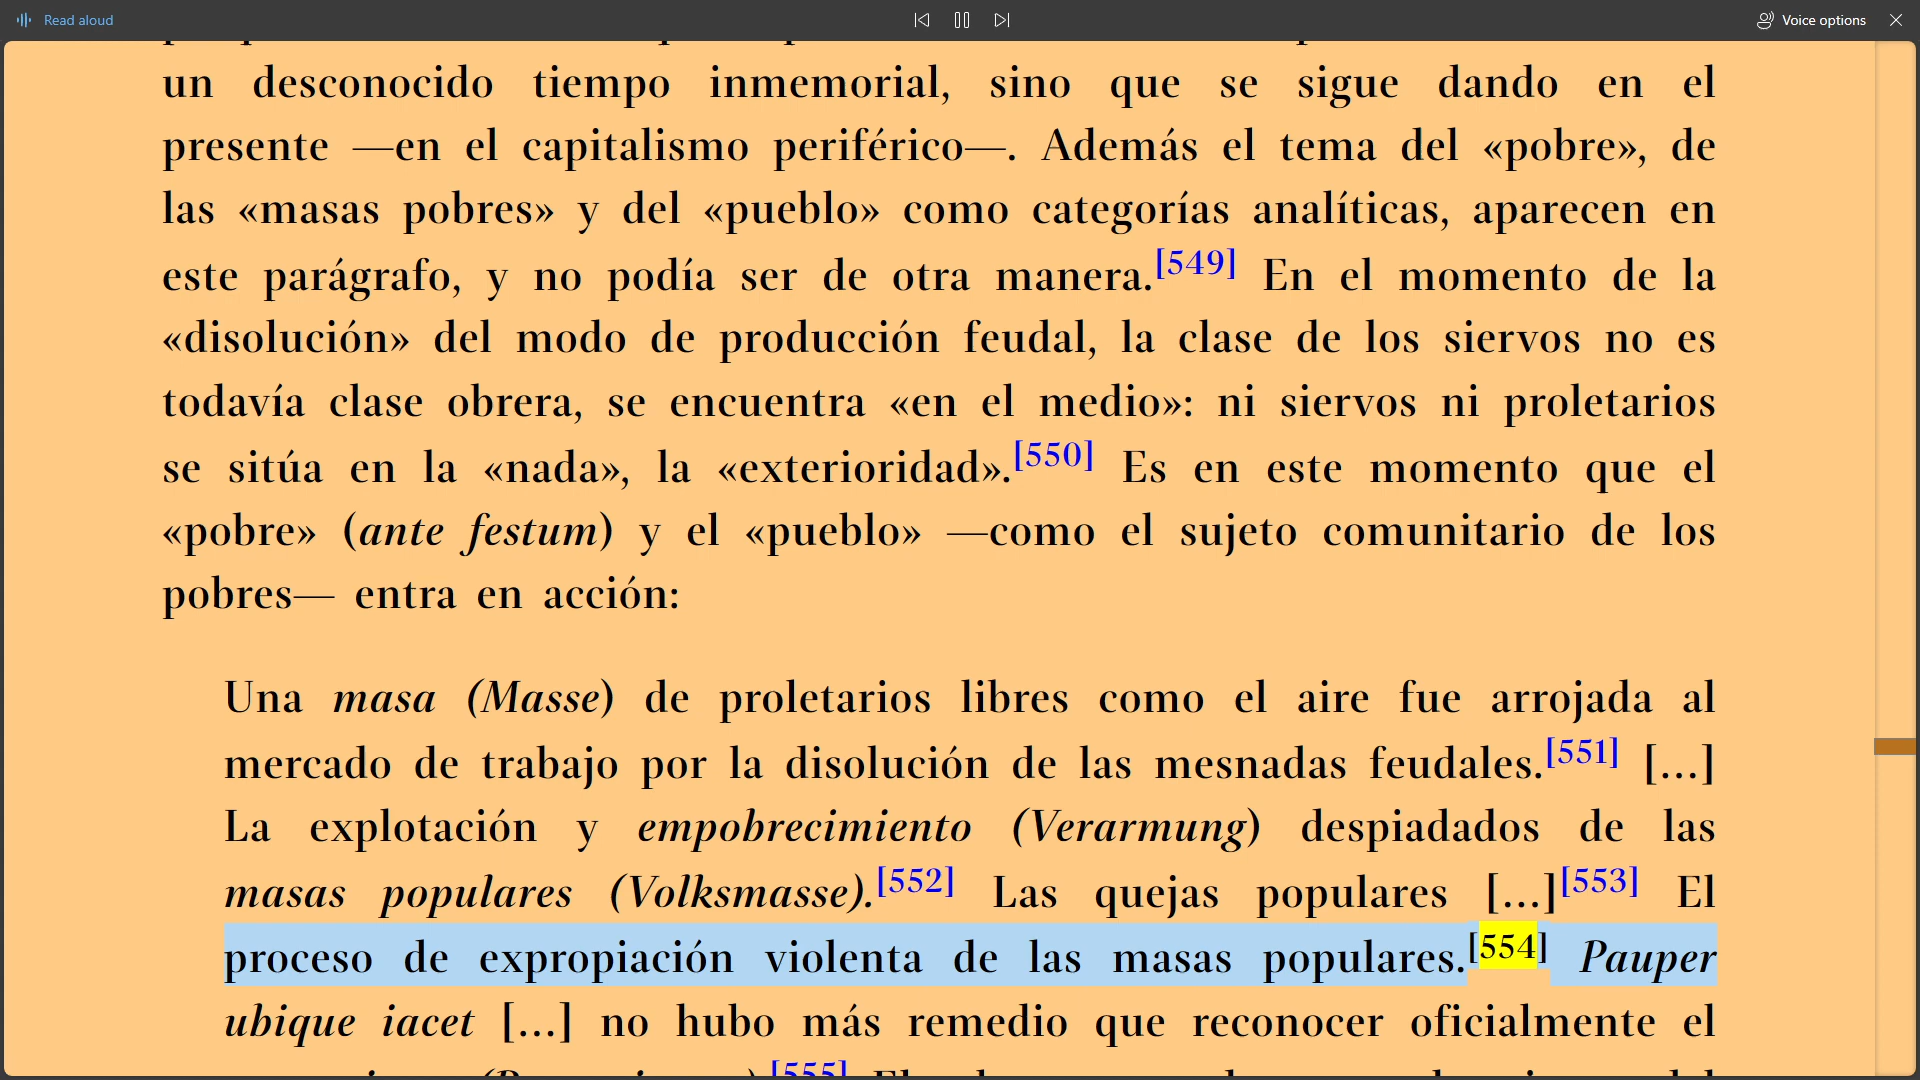 Read aloud
Voice options
un desconocido tiempo inmemorial, sino que se sigue dando en el
presente —en el capitalismo periférico—. Además el tema del «pobre», de
las «masas pobres» y del «pueblo» como categorías analíticas, aparecen en
este parágrafo, y no podía ser de otra manera.[549] En el momento de la
«disolución» del modo de producción feudal, la clase de los siervos no es
todavía clase obrera, se encuentra «en el medio»: ni siervos ni proletarios
se sitúa en la «nada», la «exterioridad».[550] Es en este momento que el
«pobre» (ante festum) y el «pueblo» —como el sujeto comunitario de los
pobres— entra en acción:
Una masa (Masse) de proletarios libres como el aire fue arrojada al
mercado de trabajo por la disolución de las mesnadas feudales.[551] [...]
La explotación y empobrecimiento (Verarmung) despiadados de las
masas populares (Volksmasse).[552] Las quejas populares [...][553] El
proceso de expropiación violenta de las masas populares.[554] Pauper
ubique iacet [...] no hubo más remedio que reconocer oficialmente el
[555]